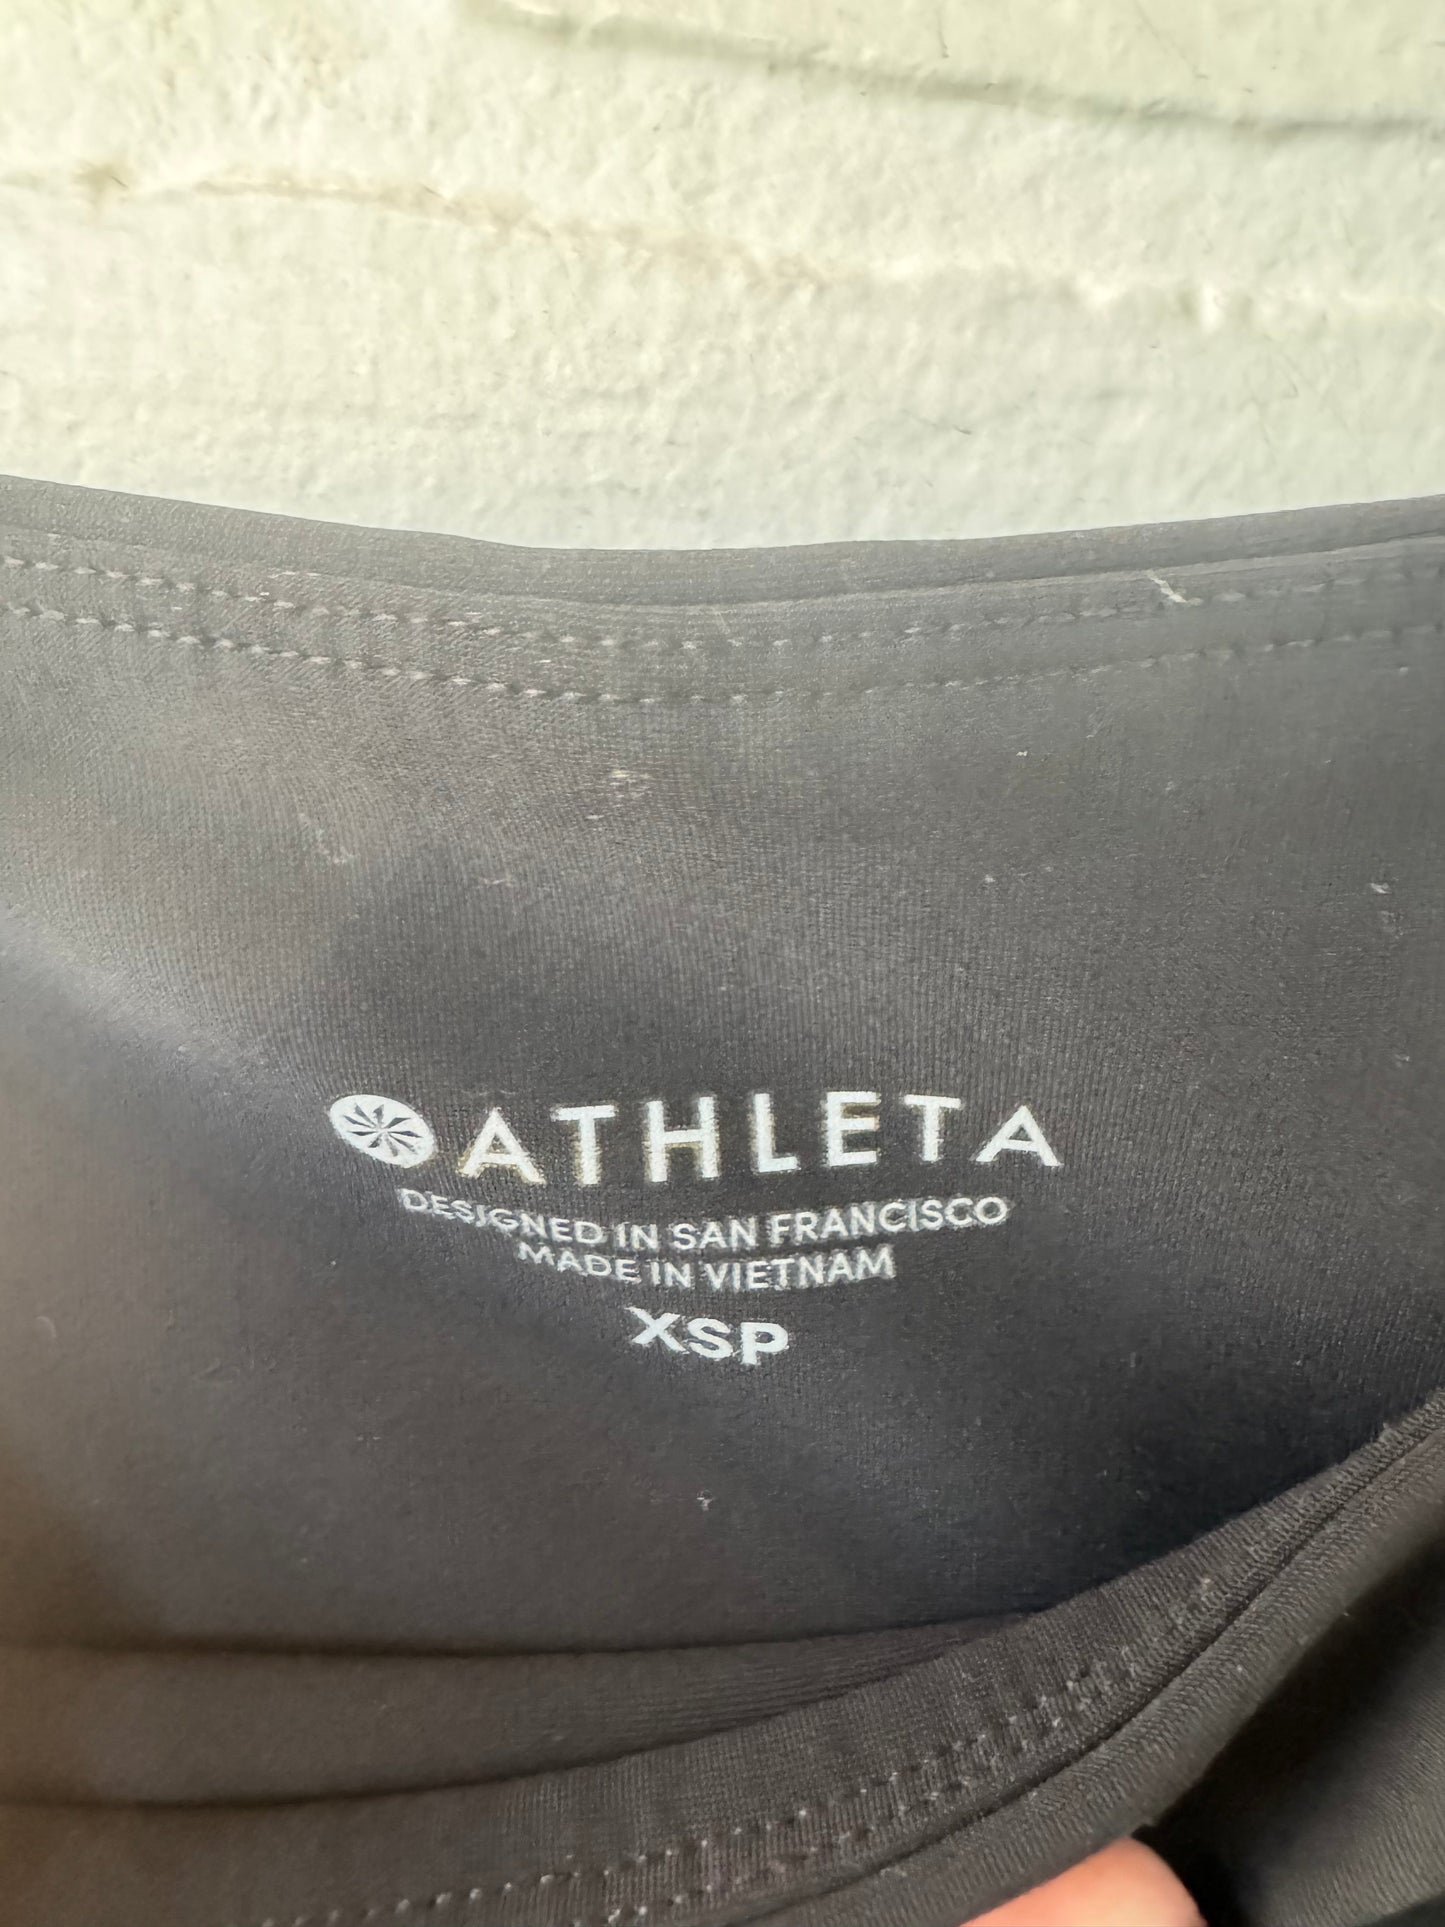 ATHLETA
DESIGNED IN SAN FRANCISCO
MADE IN VIETNAM
XSP